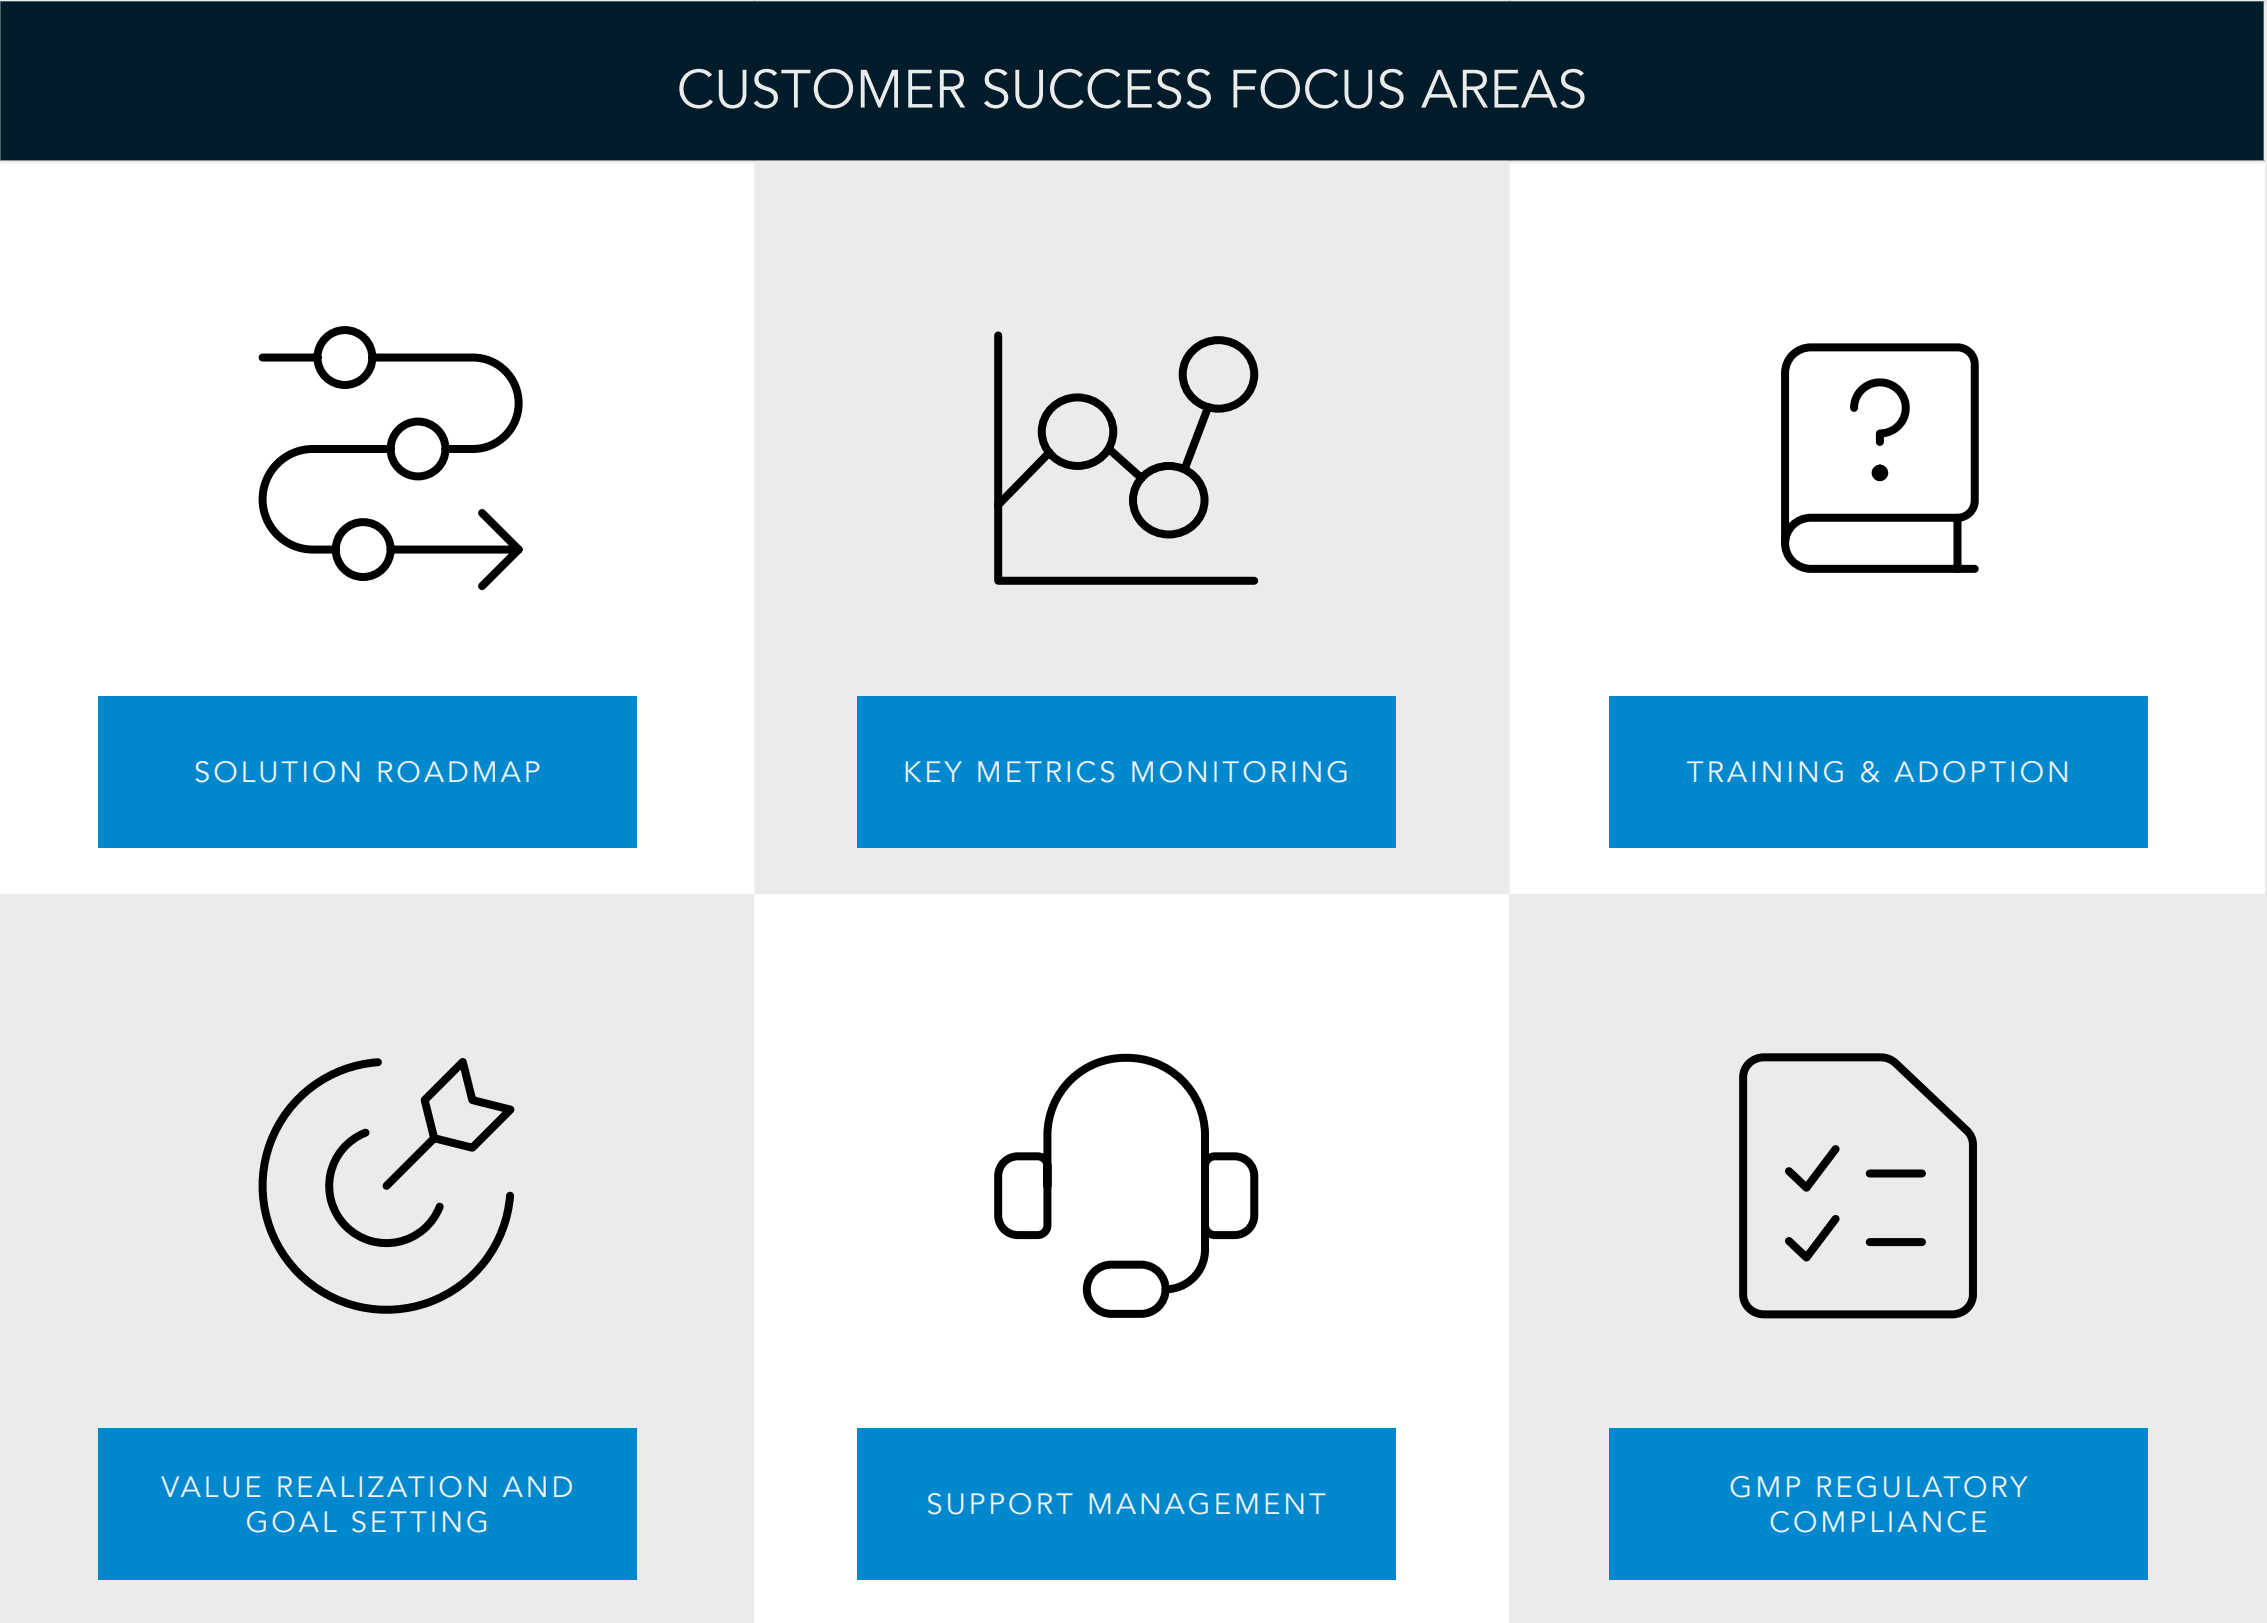 CUSTOMER SUCCESS FOCUS AREAS
SOLUTION ROADMAP
KEY METRICS MONITORING
TRAINING & ADOPTION
VALUE REALIZATION AND
GOAL SETTING
SUPPORT MANAGEMENT
GMP REGULATORY
COMPLIANCE